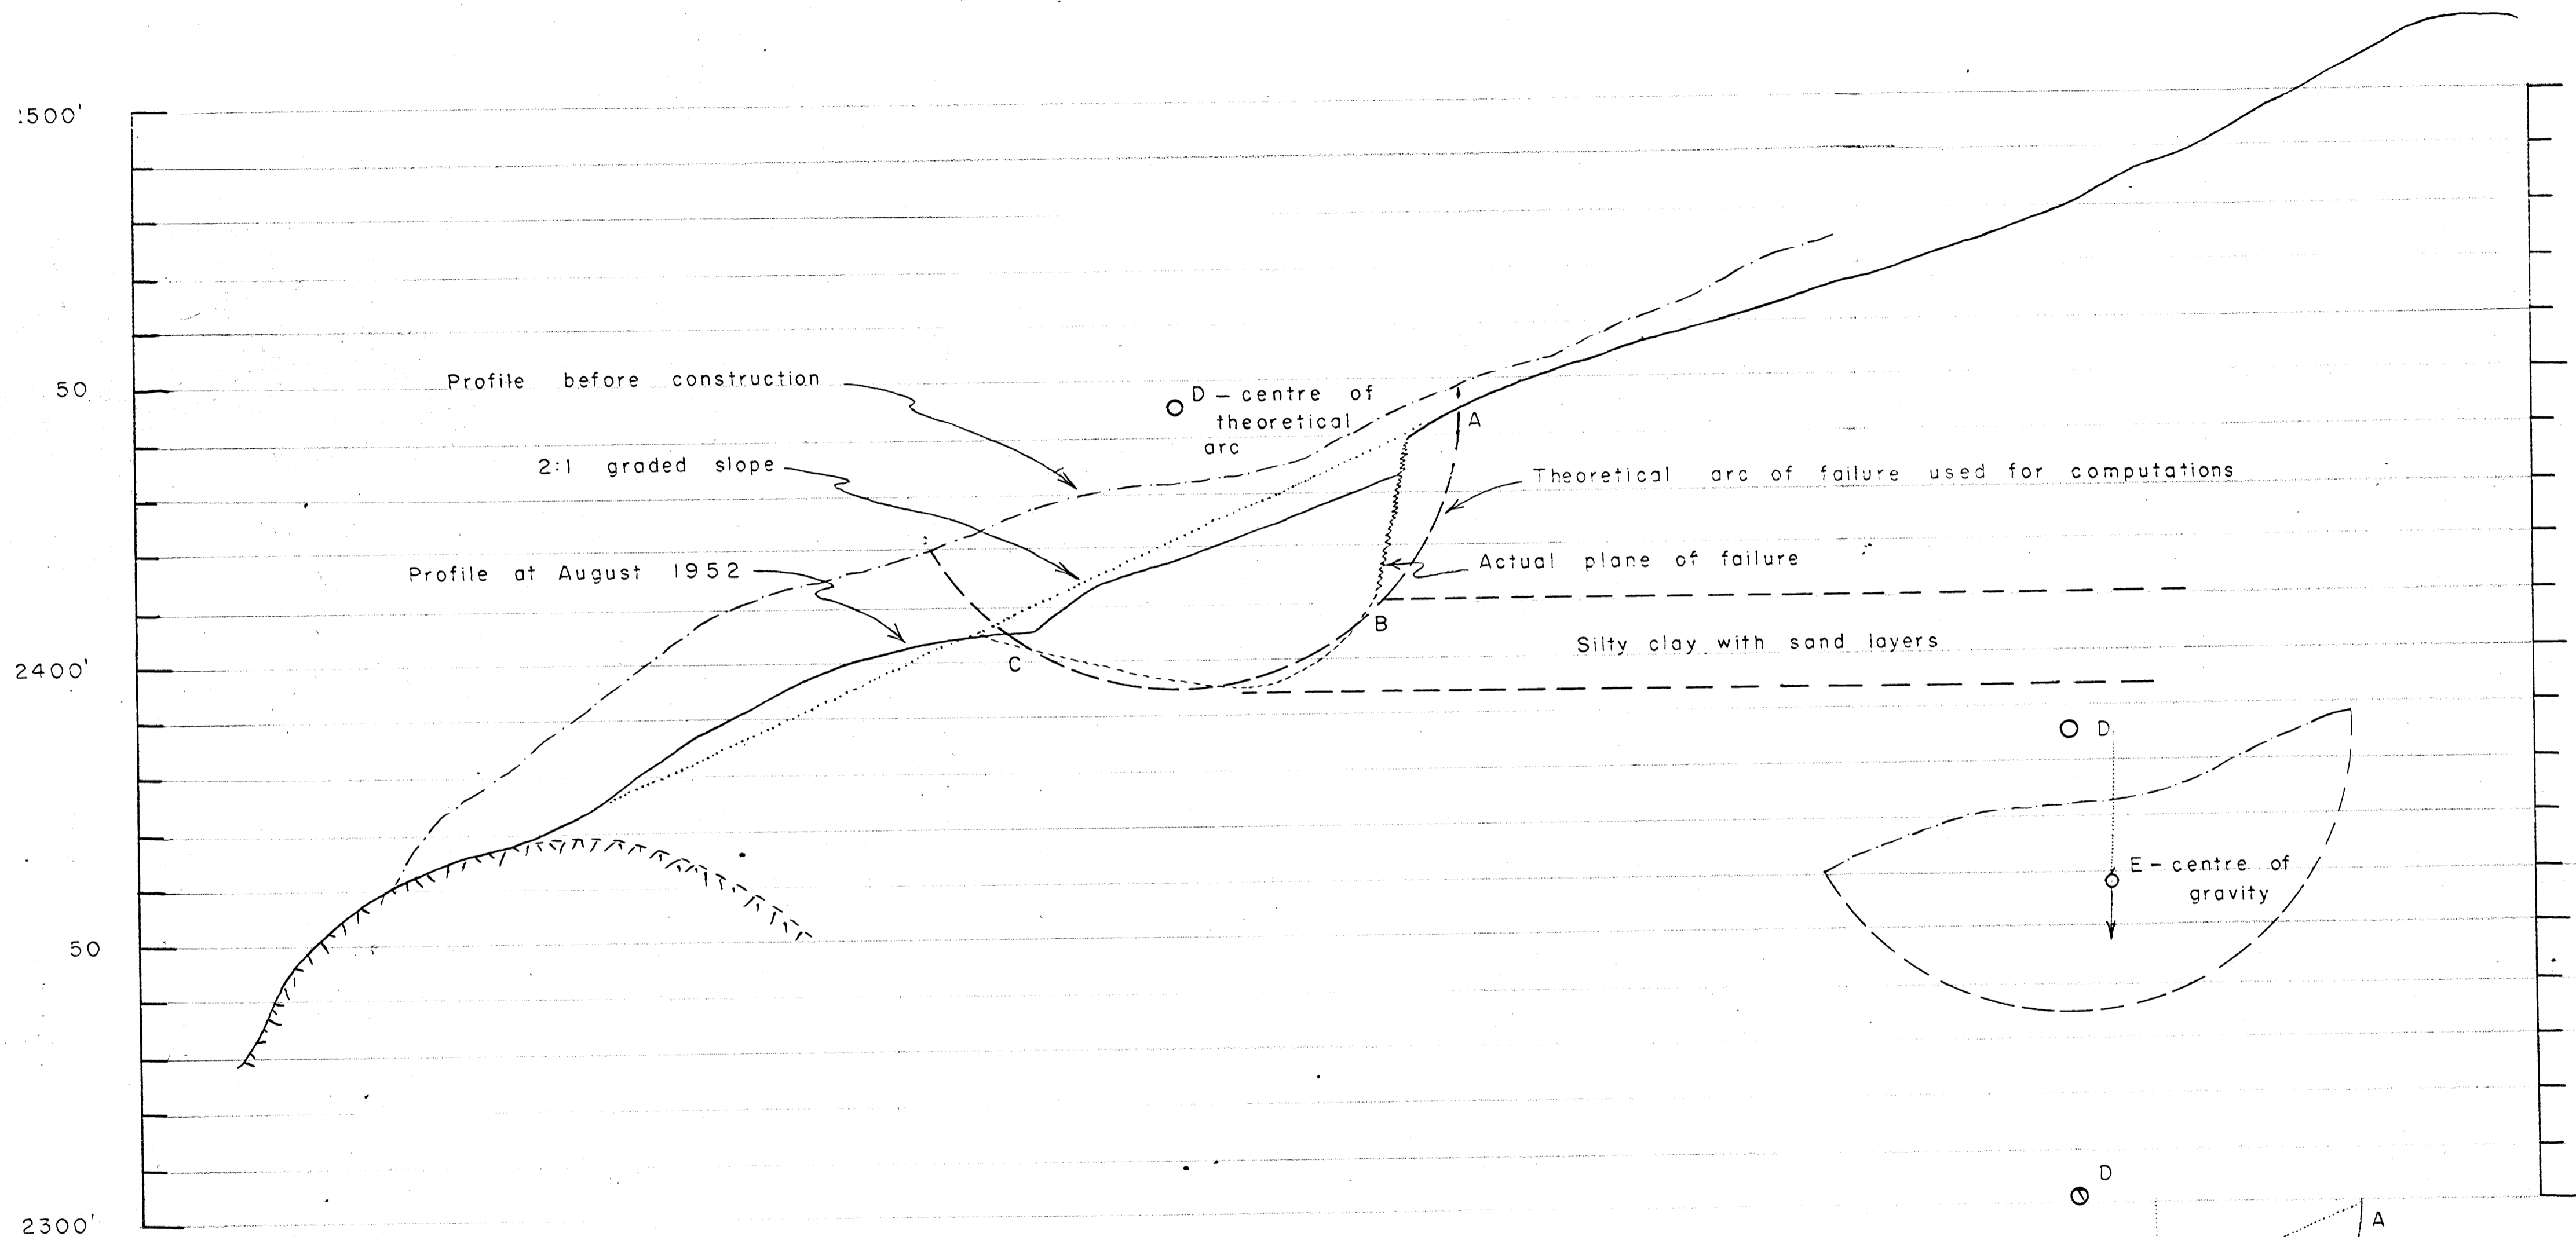 :500'
50
Profile before construction
D - centre of
theoretical
arc
A
2:1 graded slope
Theoretical arc of failure used for computations
Actual plane of failure
Profile at August 1952
B
Silty clay with sand layers
C
2400'
D
E - centre of
gravity
50
D
2300'
A